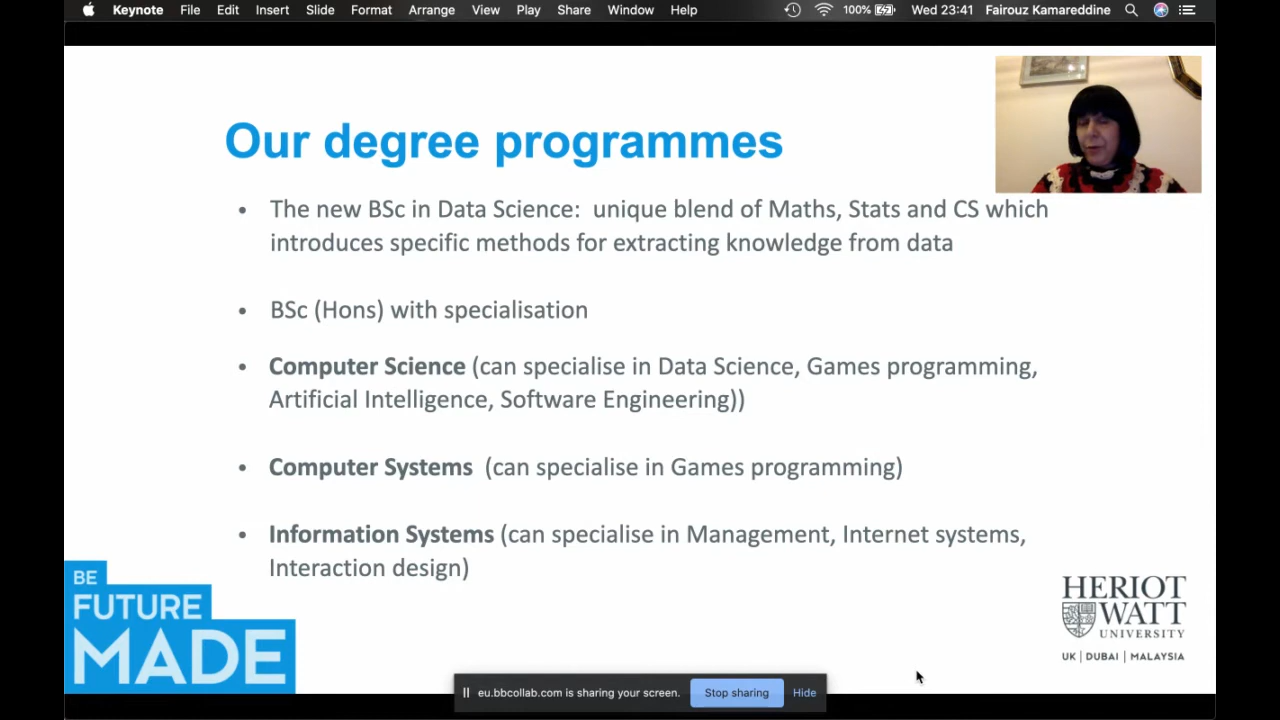 Keynote File Edit Insert Slide Format Arrange View Play Share Window Help 100% Wed 23:41 Fairouz Kamareddine
Our degree programmes
• The new BSc in Data Science:  unique blend of Maths, Stats and CS which
introduces specific methods for extracting knowledge from data
• BSc (Hons) with specialisation
• Computer Science (can specialise in Data Science, Games programming,
Artificial Intelligence, Software Engineering))
• Computer Systems  (can specialise in Games programming)
• Information Systems (can specialise in Management, Internet systems,
Interaction design)
BE
FUTURE
MADE
HERIOT
WATT
UNIVERSITY
UK | DUBAI | MALAYSIA
eu.bbcollab.com is sharing your screen. Stop sharing Hide